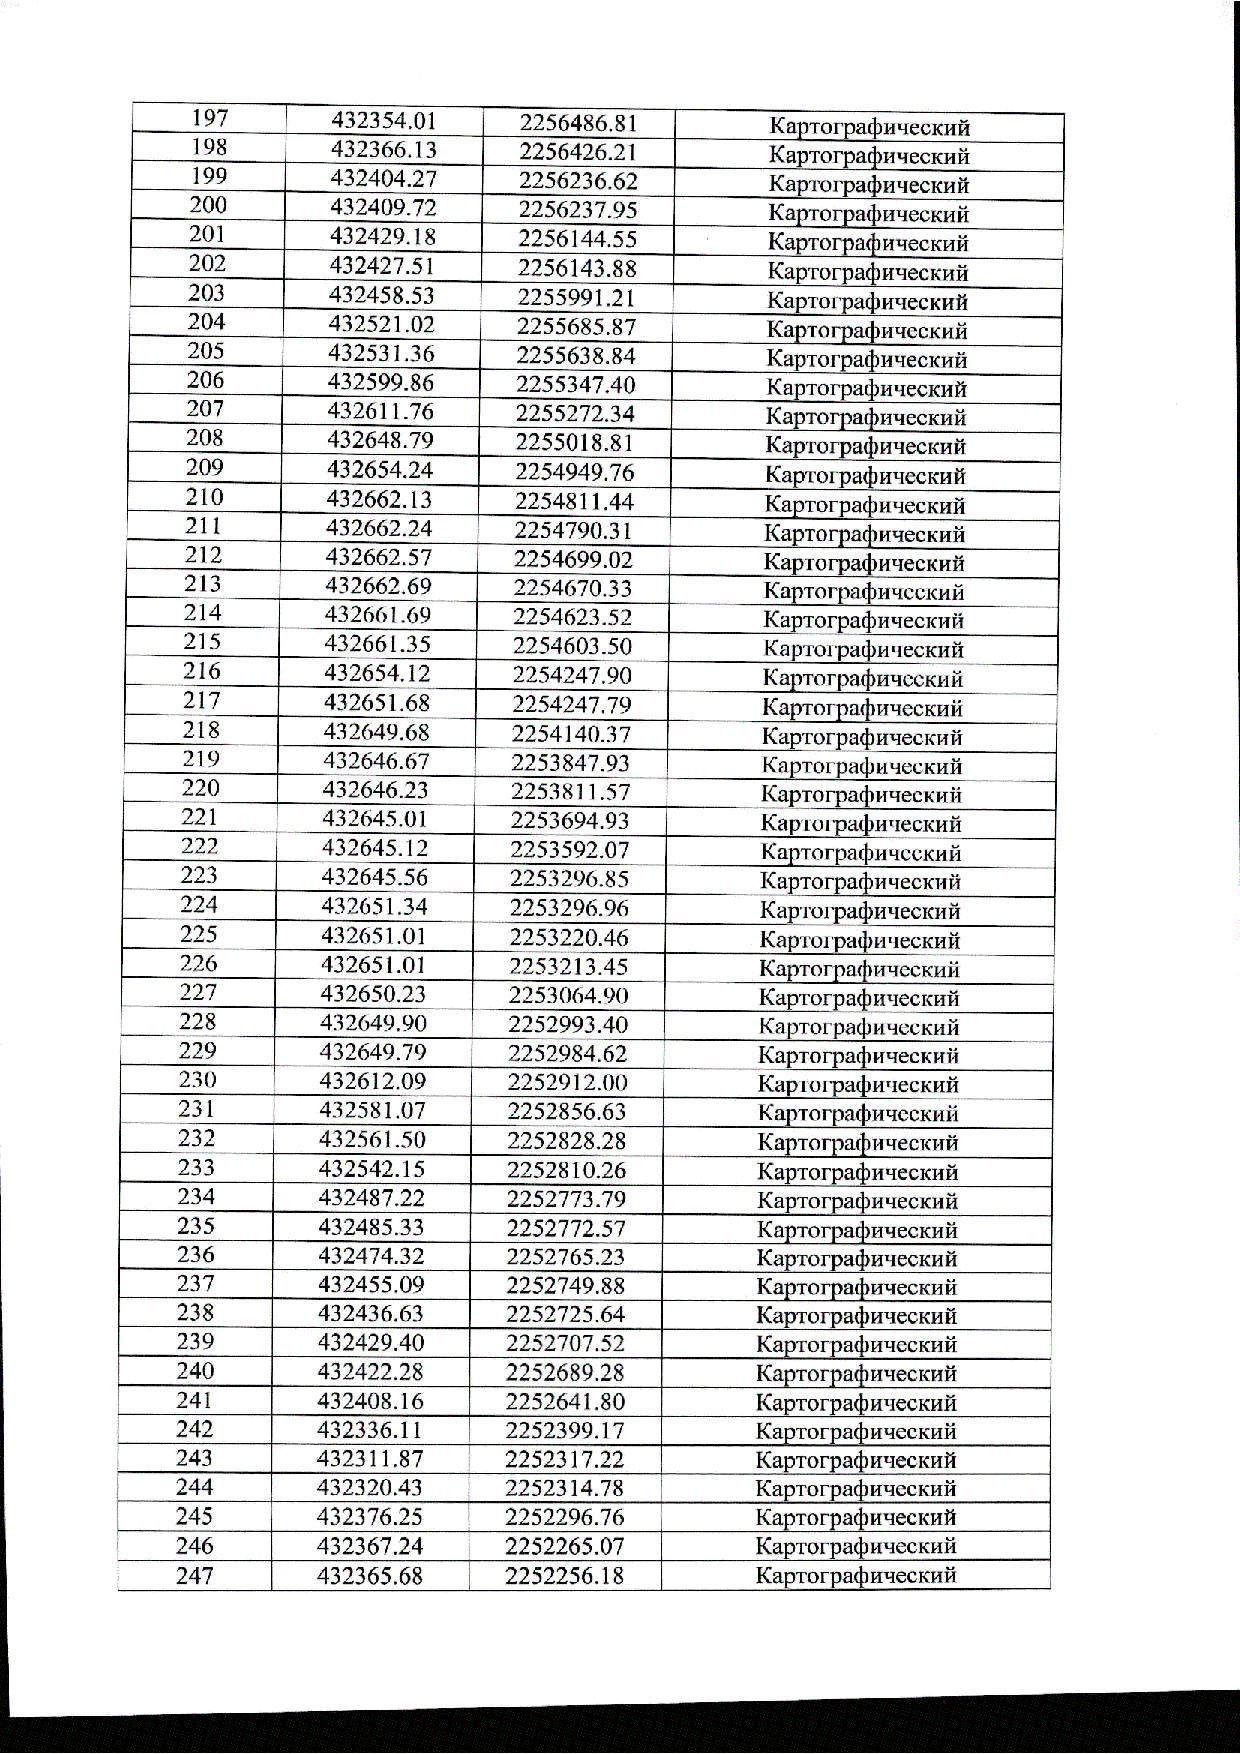 197 432354.01 2256486.81 Картографический
198 432366.13 2256426.21 Картографический
199 432404.27 2256236.62 Картографический
200 432409.72 2256237.95 Картографический
201 432429.18 2256144.55 Картографический
202 432427.51 2256143.88 Картографический
203 432458.53 2255991.21 Картографический
204 432521.02 2255685.87 Картографический
205 432531.36 2255638.84 Картографический
206 432599.86 2255347.40 Картографический
207 432611.76 2255272.34 Картографический
208 432648.79 2255018.81 Картографический
209 432654.24 2254949.76 Картографический
210 432662.13 2254811.44 Картографический
211 432662.24 2254790.31 Картографический
212 432662.57 2254699.02 Картографический
213 432662.69 2254670.33 Картографический
214 432661.69 2254623.52 Картографический
215 432661.35 2254603.50 Картографический
216 432654.12 2254247.90 Картографический
217 432651.68 2254247.79 Картографический
218 432649.68 2254140.37 Картографический
219 432646.67 2253847.93 Картографический
220 432646.23 2253811.57 Картографический
221 432645.01 2253694.93 Картографический
222 432645.12 2253592.07 Картографический
223 432645.56 2253296.85 Картографический
224 432651.34 2253296.96 Картографический
225 432651.01 2253220.46 Картографический
226 432651.01 2253213.45 Картографический
227 432650.23 2253064.90 Картографический
228 432649.90 2252993.40 Картографический
229 432649.79 2252984.62 Картографический
230 432612.09 2252912.00 Картографический
231 432581.07 2252856.63 Картографический
232 432561.50 2252828.28 Картографический
233 432542.15 2252810.26 Картографический
234 432487.22 2252773.79 Картографический
235 432485.33 2252772.57 Картографический
236 432474.32 2252765.23 Картографический
237 432455.09 2252749.88 Картографический
238 432436.63 2252725.64 Картографический
239 432429.40 2252707.52 Картографический
240 432422.28 2252689.28 Картографический
241 432408.16 2252641.80 Картографический
242 432336.11 2252399.17 Картографический
243 432311.87 2252317.22 Картографический
244 432320.43 2252314.78 Картографический
245 432376.25 2252296.76 Картографический
246 432367.24 2252265.07 Картографический
247 432365.68 2252256.18 Картографический